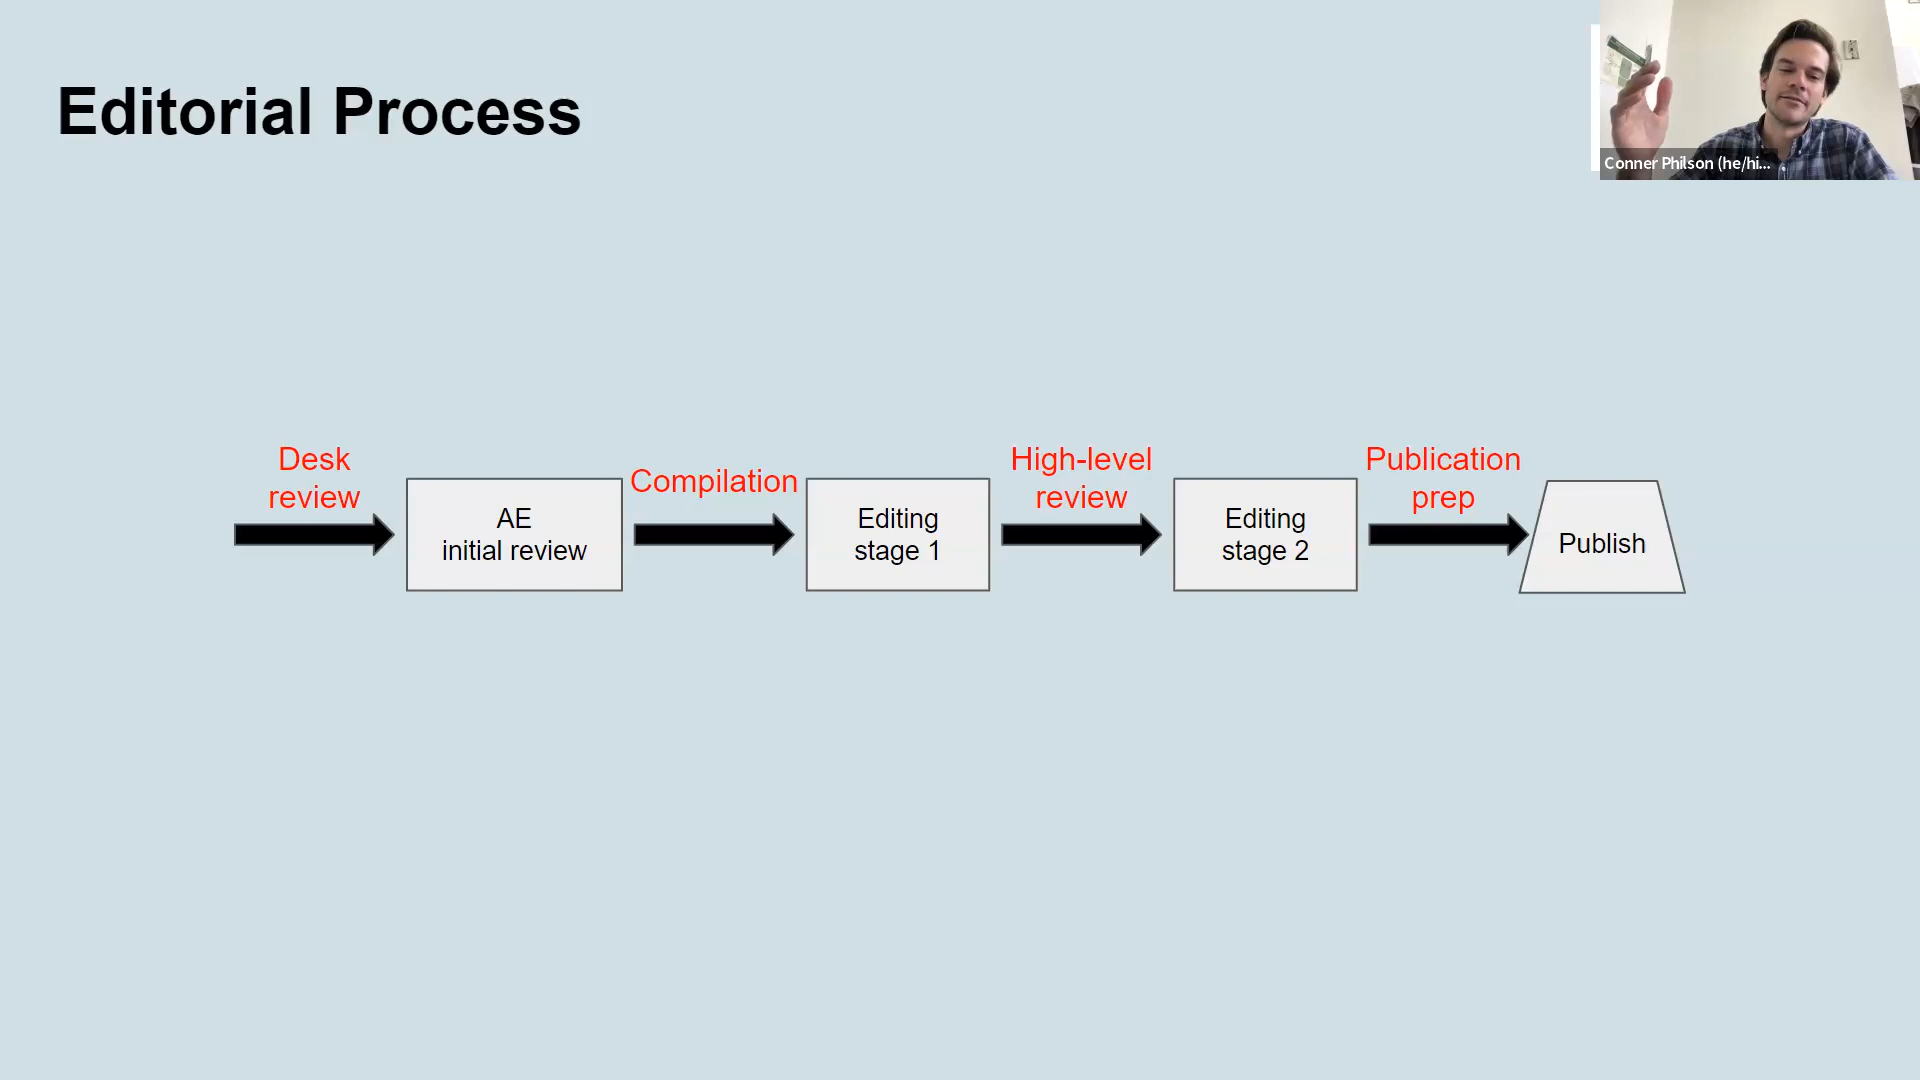 Editorial Process
Conner Philson (he/hi...
Desk
review
AE
initial review
Compilation
Editing
stage 1
High-level
review
Editing
stage 2
Publication
prep
Publish